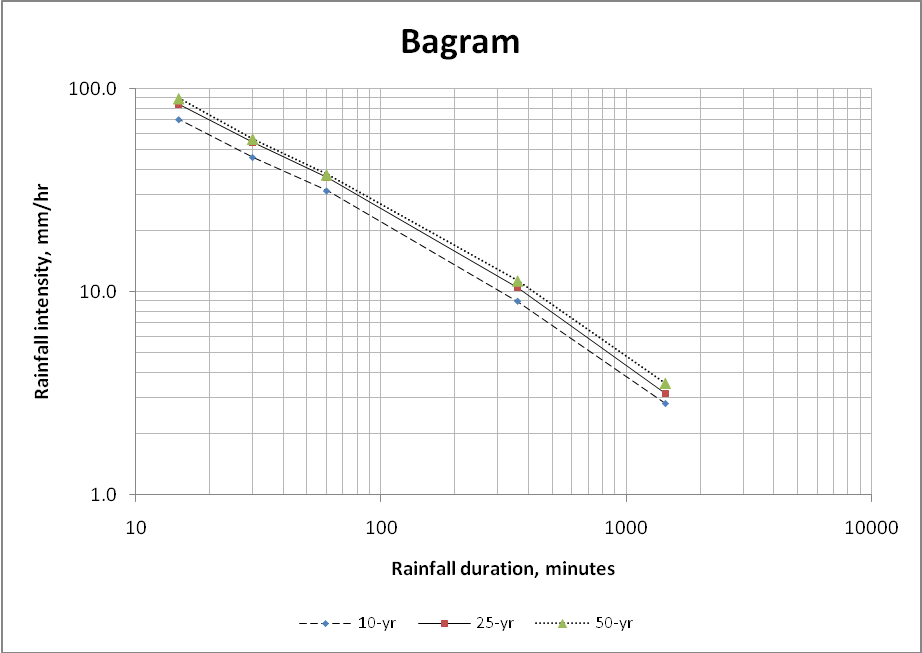 Bagram
100.0
10.0
1.0
Rainfall intensity, mm/hr
10 100 1000 10000
Rainfall duration, minutes
10-yr 25-yr 50-yr